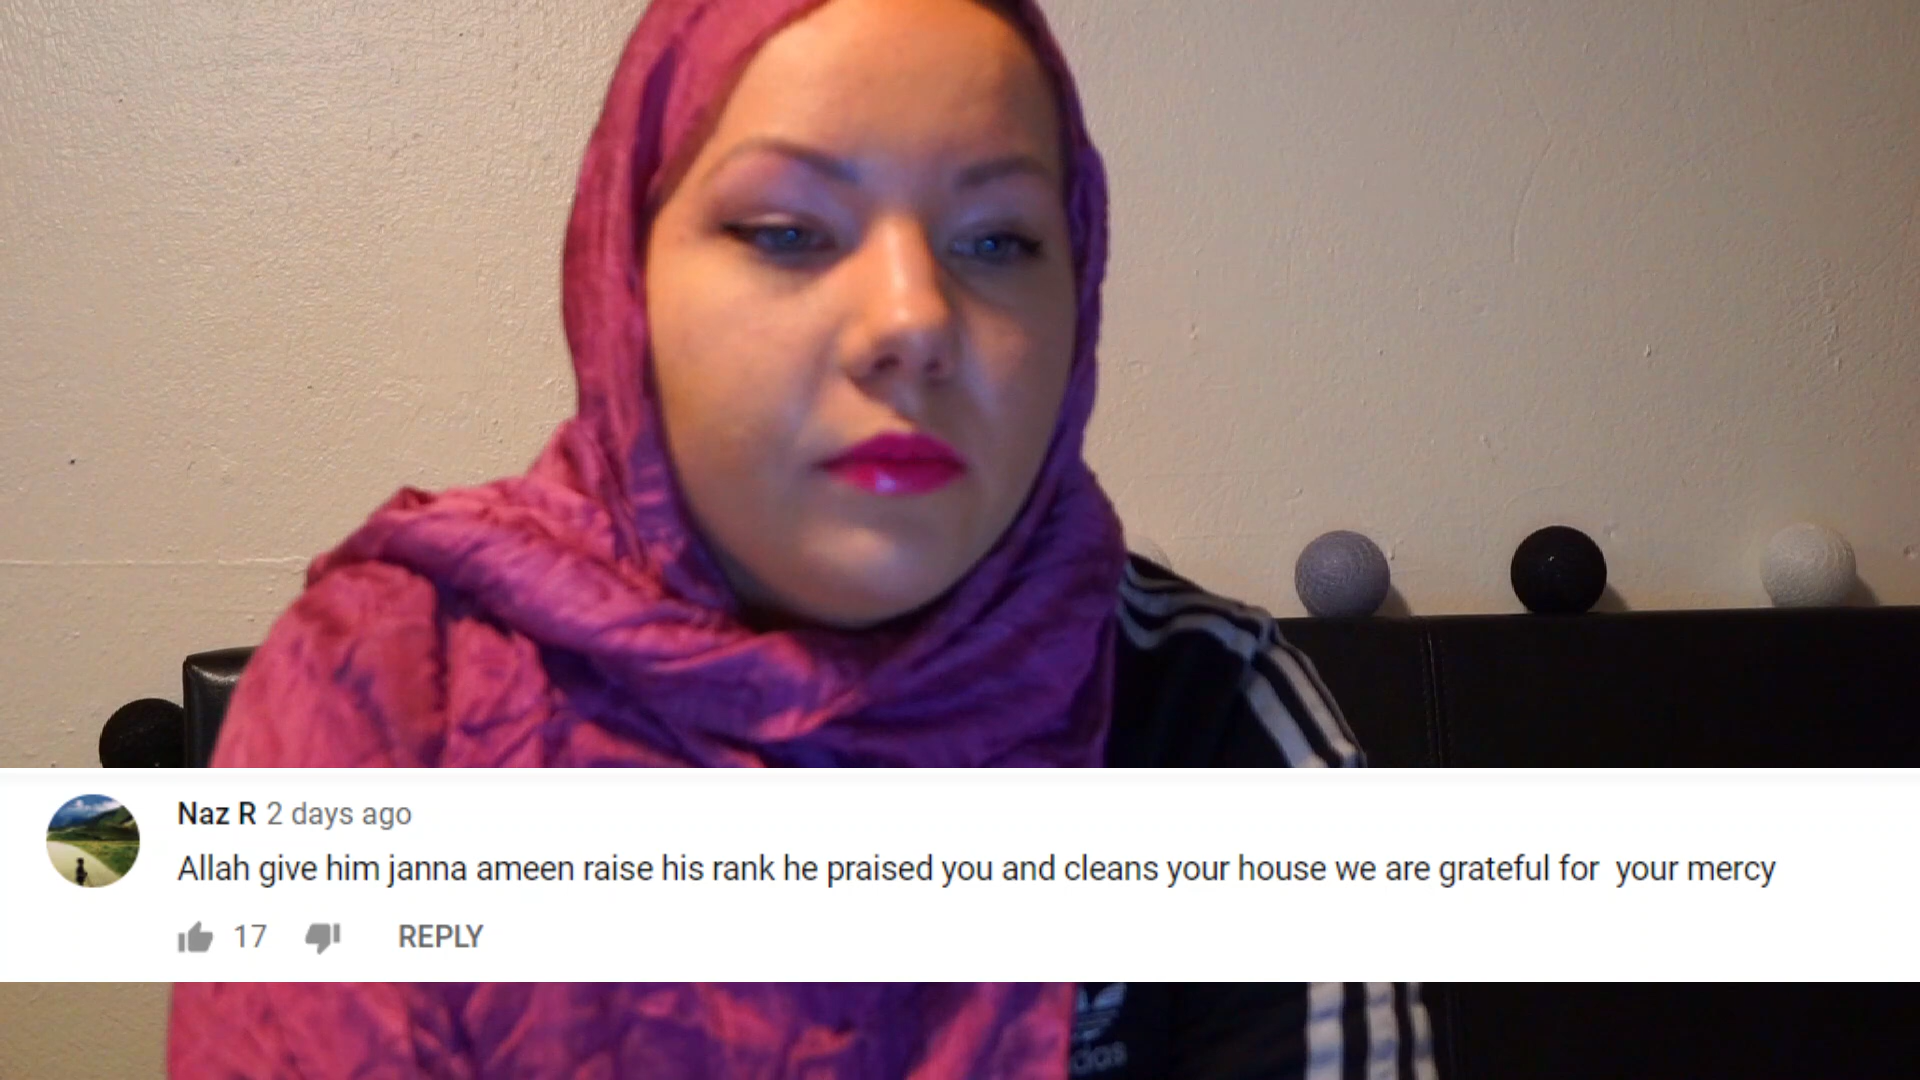 Naz R 2 days ago
Allah give him janna ameen raise his rank he praised you and cleans your house we are grateful for your mercy
17 REPLY